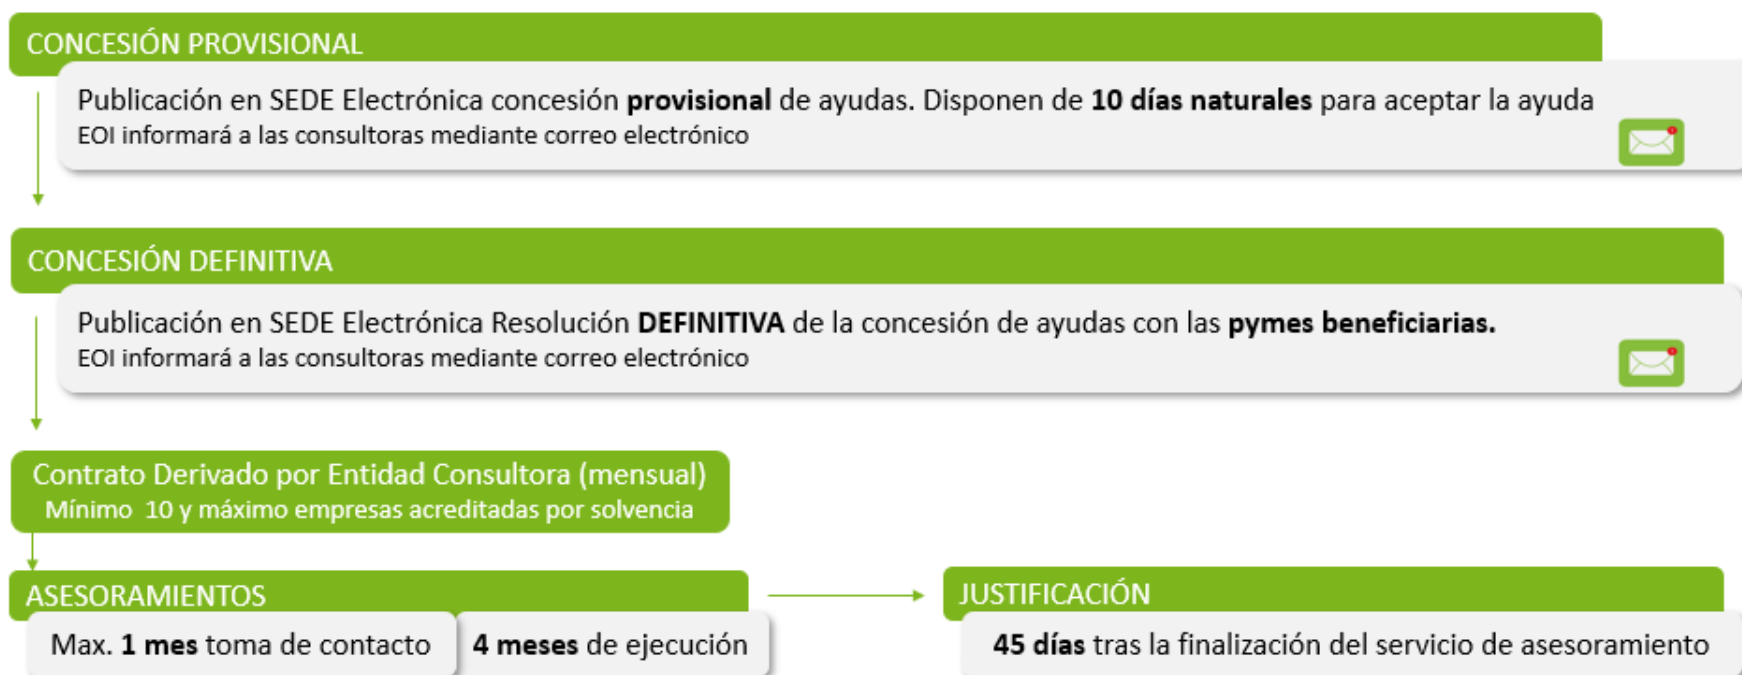 CONCESIÓN PROVISIONAL
Publicación en SEDE Electrónica concesión provisional de ayudas. Disponen de 10 días naturales para aceptar la ayuda
EOI informará a las consultoras mediante correo electrónico
CONCESIÓN DEFINITIVA
Publicación en SEDE Electrónica Resolución DEFINITIVA de la concesión de ayudas con las pymes beneficiarias.
EOI informará a las consultoras mediante correo electrónico
Contrato Derivado por Entidad Consultora (mensual)
Mínimo 10 y máximo empresas acreditadas por solvencia
ASESORAMIENTOS
Max. 1 mes toma de contacto
4 meses de ejecución
JUSTIFICACIÓN
45 días tras la finalización del servicio de asesoramiento